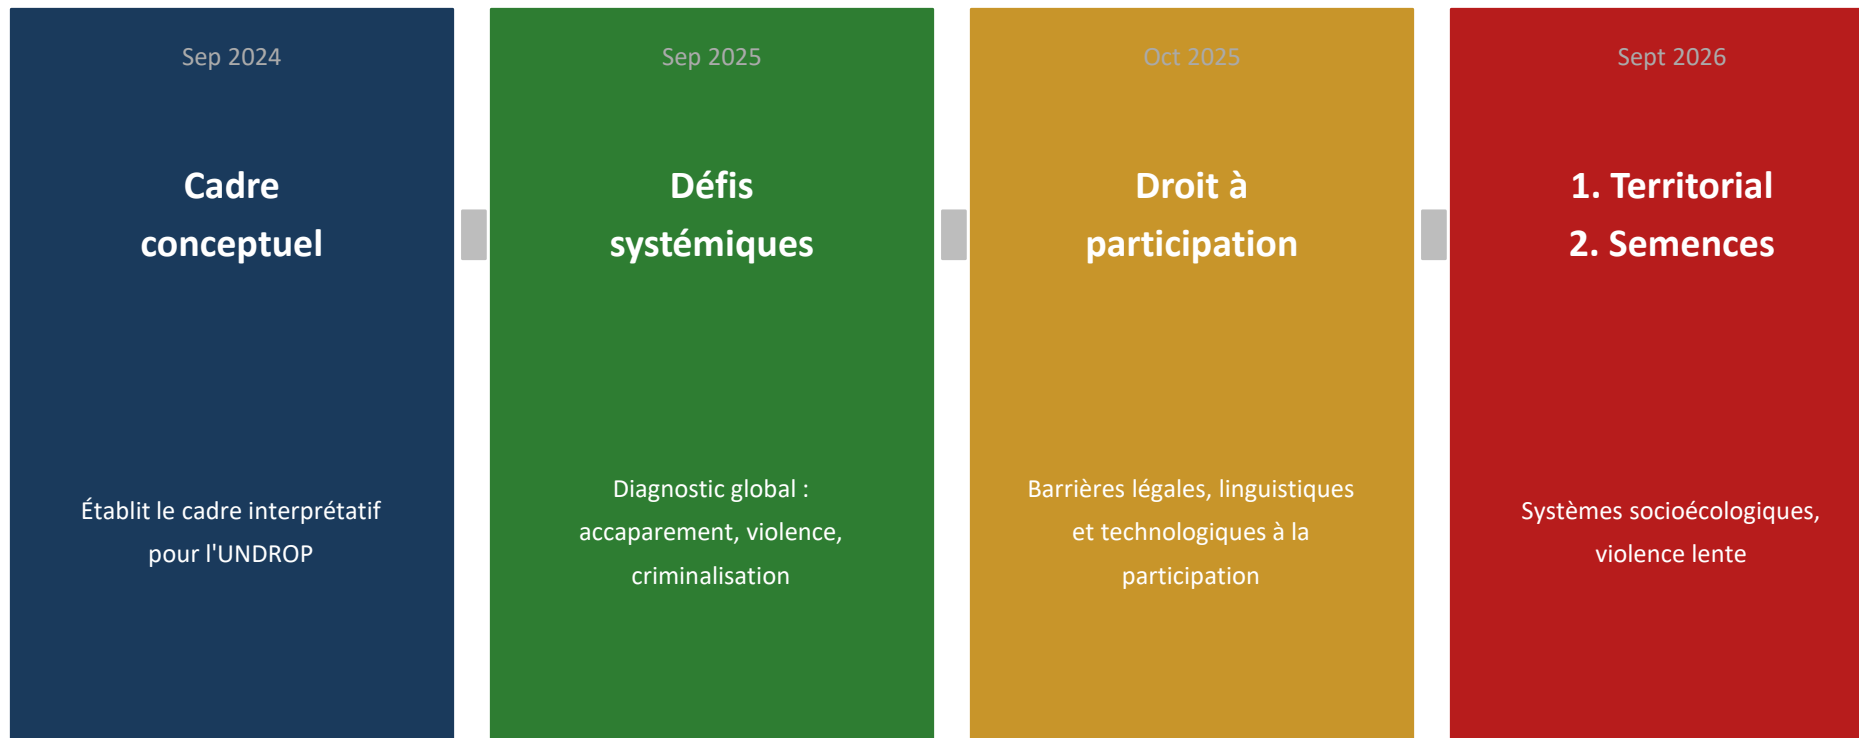 Sep 2024
Cadre
conceptuel
Établit le cadre interprétatif
pour l'UNDROP
Sep 2025
Défis
systémiques
Diagnostic global :
accaparement, violence,
criminalisation
Oct 2025
Droit à
participation
Barrières légales, linguistiques
et technologiques à la
participation
Sept 2026
1. Territorial
2. Semences
Systèmes socioécologiques,
violence lente